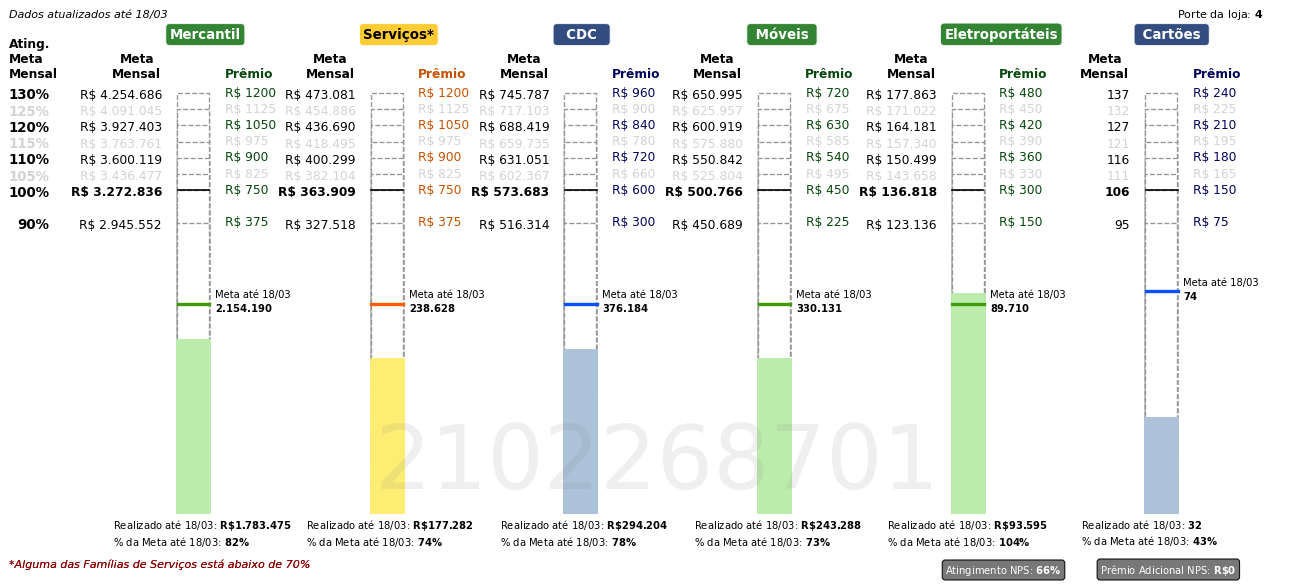 Dados atualizados até 18/03 Porte da loja: 4
Mercantil Serviços* CDC Móveis Eletroportáteis Cartões
Ating. Meta Mensal Meta Mensal Prêmio Meta Mensal Prêmio Meta Mensal Prêmio Meta Mensal Prêmio Meta Mensal Prêmio Meta Mensal Prêmio
130% R$ 4.254.686 R$ 1200 R$ 473.081 R$ 1200 R$ 745.787 R$ 960 R$ 650.995 R$ 720 R$ 177.863 R$ 480 137 R$ 240
125% R$ 4.091.045 R$ 1125 R$ 454.886 R$ 1125 R$ 717.103 R$ 900 R$ 625.957 R$ 675 R$ 171.022 R$ 450 132 R$ 225
120% R$ 3.927.403 R$ 1050 R$ 436.690 R$ 1050 R$ 688.419 R$ 840 R$ 600.919 R$ 630 R$ 164.181 R$ 420 127 R$ 210
115% R$ 3.763.761 R$ 975 R$ 418.495 R$ 975 R$ 659.735 R$ 780 R$ 575.880 R$ 585 R$ 157.340 R$ 390 121 R$ 195
110% R$ 3.600.119 R$ 900 R$ 400.299 R$ 900 R$ 631.051 R$ 720 R$ 550.842 R$ 540 R$ 150.499 R$ 360 116 R$ 180
105% R$ 3.436.477 R$ 825 R$ 382.104 R$ 825 R$ 602.367 R$ 660 R$ 525.804 R$ 495 R$ 143.658 R$ 330 111 R$ 165
100% R$ 3.272.836 R$ 750 R$ 363.909 R$ 750 R$ 573.683 R$ 600 R$ 500.766 R$ 450 R$ 136.818 R$ 300 106 R$ 150
90% R$ 2.945.552 R$ 375 R$ 327.518 R$ 375 R$ 516.314 R$ 300 R$ 450.689 R$ 225 R$ 123.136 R$ 150 95 R$ 75
Meta até 18/03 Meta até 18/03 Meta até 18/03 Meta até 18/03 Meta até 18/03 Meta até 18/03
2.154.190 238.628 376.184 330.131 89.710 74
2102268701
Realizado até 18/03: R$1.783.475 Realizado até 18/03: R$177.282 Realizado até 18/03: R$294.204 Realizado até 18/03: R$243.288 Realizado até 18/03: R$93.595 Realizado até 18/03: 32
% da Meta até 18/03: 82% % da Meta até 18/03: 74% % da Meta até 18/03: 78% % da Meta até 18/03: 73% % da Meta até 18/03: 104% % da Meta até 18/03: 43%
*Alguma das Famílias de Serviços está abaixo de 70% Atingimento NPS: 66% Prêmio Adicional NPS: R$0